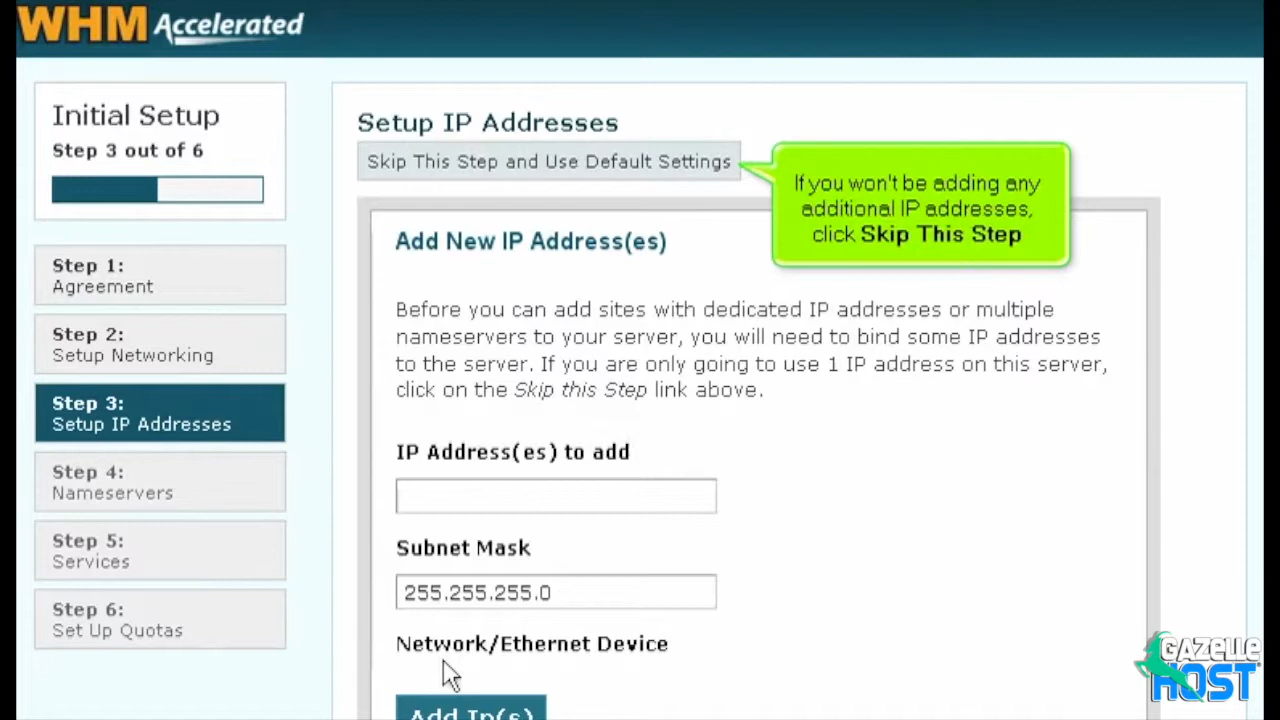 WHM Accelerated
Initial Setup
Step 3 out of 6
Step 1:
Agreement
Step 2:
Setup Networking
Step 3:
Setup IP Addresses
Step 4:
Nameservers
Step 5:
Services
Step 6:
Set Up Quotas
Setup IP Addresses
Skip This Step and Use Default Settings
If you won't be adding any
additional IP addresses,
click Skip This Step
Add New IP Address(es)
Before you can add sites with dedicated IP addresses or multiple
nameservers to your server, you will need to bind some IP addresses
to the server. If you are only going to use 1 IP address on this server,
click on the Skip this Step link above.
IP Address(es) to add
Subnet Mask
255.255.255.0
Network/Ethernet Device
Add Ip(s)
GAZELLE
HOST